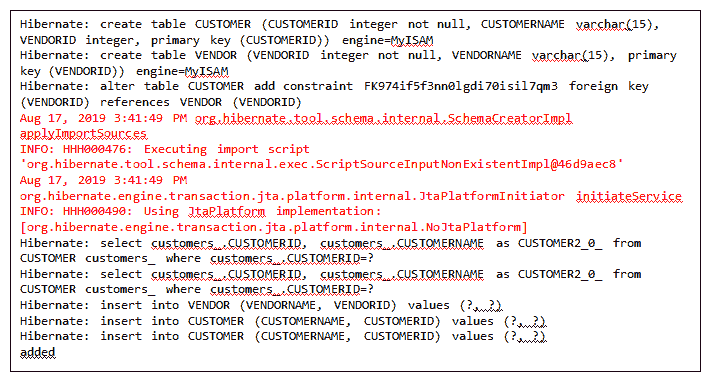 Hibernate: create table CUSTOMER (CUSTOMERID integer not null, CUSTOMERNAME varchar(15),
VENDORID integer, primary key (CUSTOMERID)) engine=MyISAM
Hibernate: create table VENDOR (VENDORID integer not null, VENDORNAME varchar(15), primary
key (VENDORID)) engine=MyISAM
Hibernate: alter table CUSTOMER add constraint FK974if5f3nn0lgdi70isil7qm3 foreign key
(VENDORID) references VENDOR (VENDORID)
Aug 17, 2019 3:41:49 PM org.hibernate.tool.schema.internal.SchemaCreatorImpl
applyImportSources
INFO: HHH000476: Executing import script
'org.hibernate.tool.schema.internal.exec.ScriptSourceInputNonExistentImpl@46d9aec8'
Aug 17, 2019 3:41:49 PM
org.hibernate.engine.transaction.jta.platform.internal.JtaPlatformInitiator initiateService
INFO: HHH000490: Using JtaPlatform implementation:
[org.hibernate.engine.transaction.jta.platform.internal.NoJtaPlatform]
Hibernate: select customers_.CUSTOMERID, customers_.CUSTOMERNAME as CUSTOMER2_0_ from
CUSTOMER customers_ where customers_.CUSTOMERID=?
Hibernate: select customers_.CUSTOMERID, customers_.CUSTOMERNAME as CUSTOMER2_0_ from
CUSTOMER customers_ where customers_.CUSTOMERID=?
Hibernate: insert into VENDOR (VENDORNAME, VENDORID) values (?, ?)
Hibernate: insert into CUSTOMER (CUSTOMERNAME, CUSTOMERID) values (?, ?)
Hibernate: insert into CUSTOMER (CUSTOMERNAME, CUSTOMERID) values (?, ?)
added